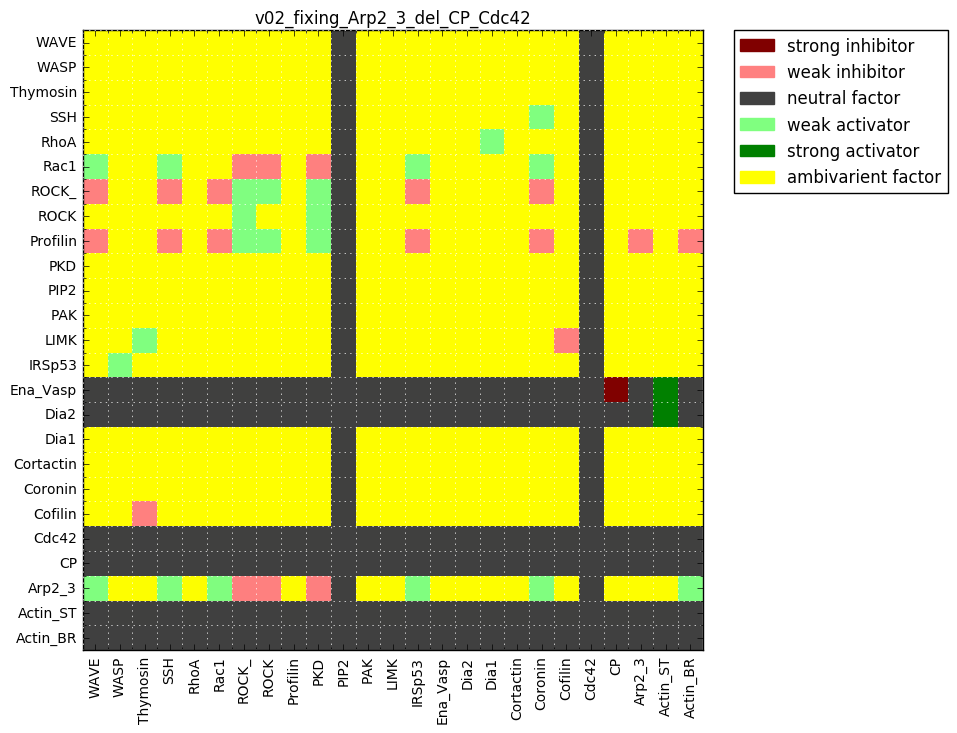 v02_fixing_Arp2_3_del_CP_Cdc42
WAVE
WASP
Thymosin
SSH
RhoA
Rac1
ROCK_
ROCK
Profilin
PKD
PIP2
PAK
LIMK
IRSp53
Ena_Vasp
Dia2
Dia1
Cortactin
Coronin
Cofilin
Cdc42
CP
Arp2_3
Actin_ST
Actin_BR
WAVE
WASP
Thymosin
SSH
RhoA
Rac1
ROCK_
ROCK
Profilin
PKD
PIP2
PAK
LIMK
IRSp53
Ena_Vasp
Dia2
Dia1
Cortactin
Coronin
Cofilin
Cdc42
CP
Arp2_3
Actin_ST
Actin_BR
strong inhibitor
weak inhibitor
neutral factor
weak activator
strong activator
ambivarient factor